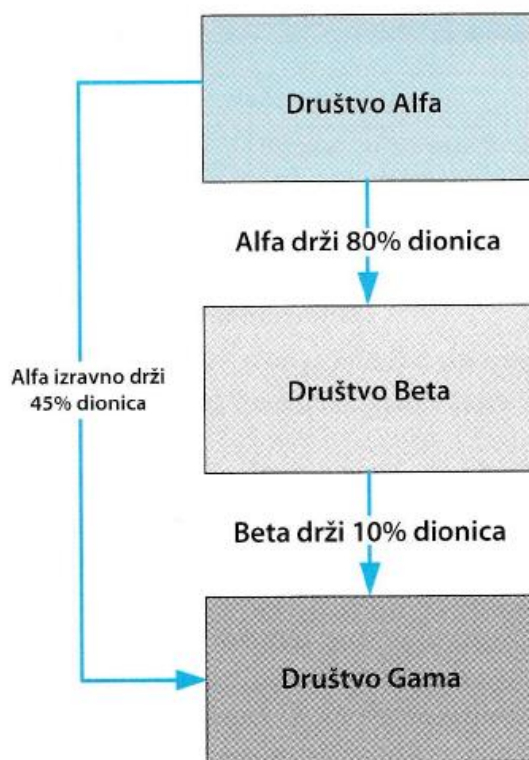 Društvo Alfa
Alfa drži 80% dionica
Alfa izravno drži
45% dionica
Društvo Beta
Beta drži 10% dionica
Društvo Gama